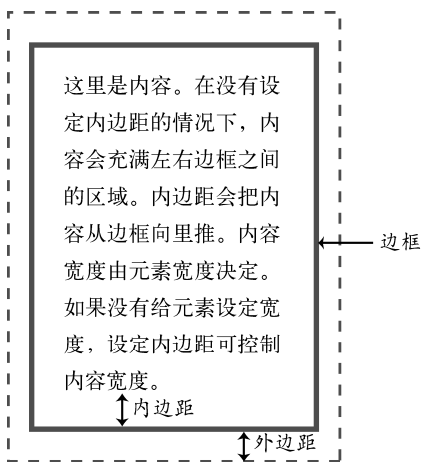 这里是内容。在没有设
定内边距的情况下，内
容会充满左右边框之间
的区域。内边距会把内
容从边框向里推。内容
宽度由元素宽度决定。
如果没有给元素设定宽
度，设定内边距可控制
内容宽度。
边框
内边距
外边距